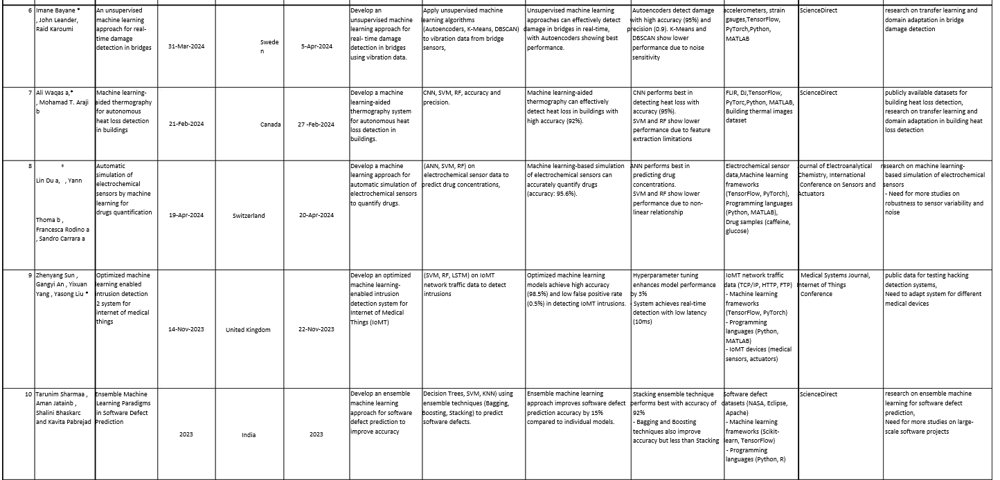 6
Imane Bayane *
, John Leander,
Raid Karoumi
An unsupervised
machine learning
approach for real-
time damage
detection in bridges
31-Mar-2024
Swede
n
5-Apr-2024
Develop an
unsupervised machine
learning approach for
real- time damage
detection in bridges
using vibration data.
Apply unsupervised machine
learning algorithms
(Autoencoders, K-Means, DBSCAN)
to vibration data from bridge
sensors,
Unsupervised machine learning
approaches can effectively detect
damage in bridges in real-time,
with Autoencoders showing best
performance.
Autoencoders detect damage
with high accuracy (95%) and
precision (0.9). K-Means and
DBSCAN show lower
performance due to noise
sensitivity
accelerometers, strain
gauges,TensorFlow,
PyTorch,Python,
MATLAB
ScienceDirect
research on transfer learning and
domain adaptation in bridge
damage detection
7
Ali Waqas a,*
, Mohamad T. Araji
b
Machine learning-
aided thermography
for autonomous
heat loss detection
in buildings
21-Feb-2024
Canada
27 -Feb-2024
Develop a machine
learning-aided
thermography system
for autonomous heat
loss detection in
buildings.
CNN, SVM, RF, accuracy and
precision.
Machine learning-aided
thermography can effectively
detect heat loss in buildings with
high accuracy (92%).
CNN performs best in
detecting heat loss with
accuracy (95%).
SVM and RF show lower
performance due to feature
extraction limitations
FLIR, DJ,TensorFlow,
PyTorc,Python, MATLAB,
Building thermal images
dataset
ScienceDirect
publicly available datasets for
building heat loss detection,
research on transfer learning and
domain adaptation in building heat
loss detection
8
*
Lin Du a, , Yann
Thoma b ,
Francesca Rodino a
, Sandro Carrara a
Automatic
simulation of
electrochemical
sensors by machine
learning for
drugs quantification
19-Apr-2024
Switzerland
20-Apr-2024
Develop a machine
learning approach for
automatic simulation of
electrochemical sensors
to quantify drugs.
(ANN, SVM, RF) on
electrochemical sensor data to
predict drug concentrations,
Machine learning-based simulation
of electrochemical sensors can
accurately quantify drugs
(accuracy: 95.6%).
ANN performs best in
predicting drug
concentrations.
SVM and RF show lower
performance due to non-
linear relationship
Electrochemical sensor
data,Machine learning
frameworks
(TensorFlow, PyTorch),
Programming languages
(Python, MATLAB),
Drug samples (caffeine,
glucose)
Journal of Electroanalytical
Chemistry, International
Conference on Sensors and
Actuators
research on machine learning-
based simulation of electrochemical
sensors
- Need for more studies on
robustness to sensor variability and
noise
9
Zhenyang Sun ,
Gangyi An , Yixuan
Yang , Yasong Liu *
Optimized machine
learning enabled
intrusion detection
2 system for
internet of medical
things
14-Nov-2023
United Kingdom
22-Nov-2023
Develop an optimized
machine learning-
enabled intrusion
detection system for
Internet of Medical
Things (IoMT)
(SVM, RF, LSTM) on IoMT
network traffic data to detect
intrusions
Optimized machine learning
models achieve high accuracy
(98.5%) and low false positive rate
(0.5%) in detecting IoMT intrusions.
Hyperparameter tuning
enhances model performance
by 3%
- System achieves real-time
detection with low latency
(10ms)
IoMT network traffic
data (TCP/IP, HTTP, FTP)
- Machine learning
frameworks
(TensorFlow, PyTorch)
- Programming
languages (Python,
MATLAB)
- IoMT devices (medical
sensors, actuators)
Medical Systems Journal,
Internet of Things
Conference
public data for testing hacking
detection systems,
Need to adapt system for different
medical devices
10
Tarunim Sharmaa ,
Aman Jatainb ,
Shalini Bhaskarc
and Kavita Pabrejad
Ensemble Machine
Learning Paradigms
in Software Defect
Prediction
2023
India
2023
Develop an ensemble
machine learning
approach for software
defect prediction to
improve accuracy
Decision Trees, SVM, KNN) using
ensemble techniques (Bagging,
Boosting, Stacking) to predict
software defects.
Ensemble machine learning
approach improves software defect
prediction accuracy by 15%
compared to individual models.
Stacking ensemble technique
performs best with accuracy of
92%
- Bagging and Boosting
techniques also improve
accuracy but less than Stacking
Software defect
datasets (NASA, Eclipse,
Apache)
- Machine learning
frameworks (Scikit-
learn, TensorFlow)
- Programming
languages (Python, R)
ScienceDirect
research on ensemble machine
learning for software defect
prediction,
Need for more studies on large-
scale software projects